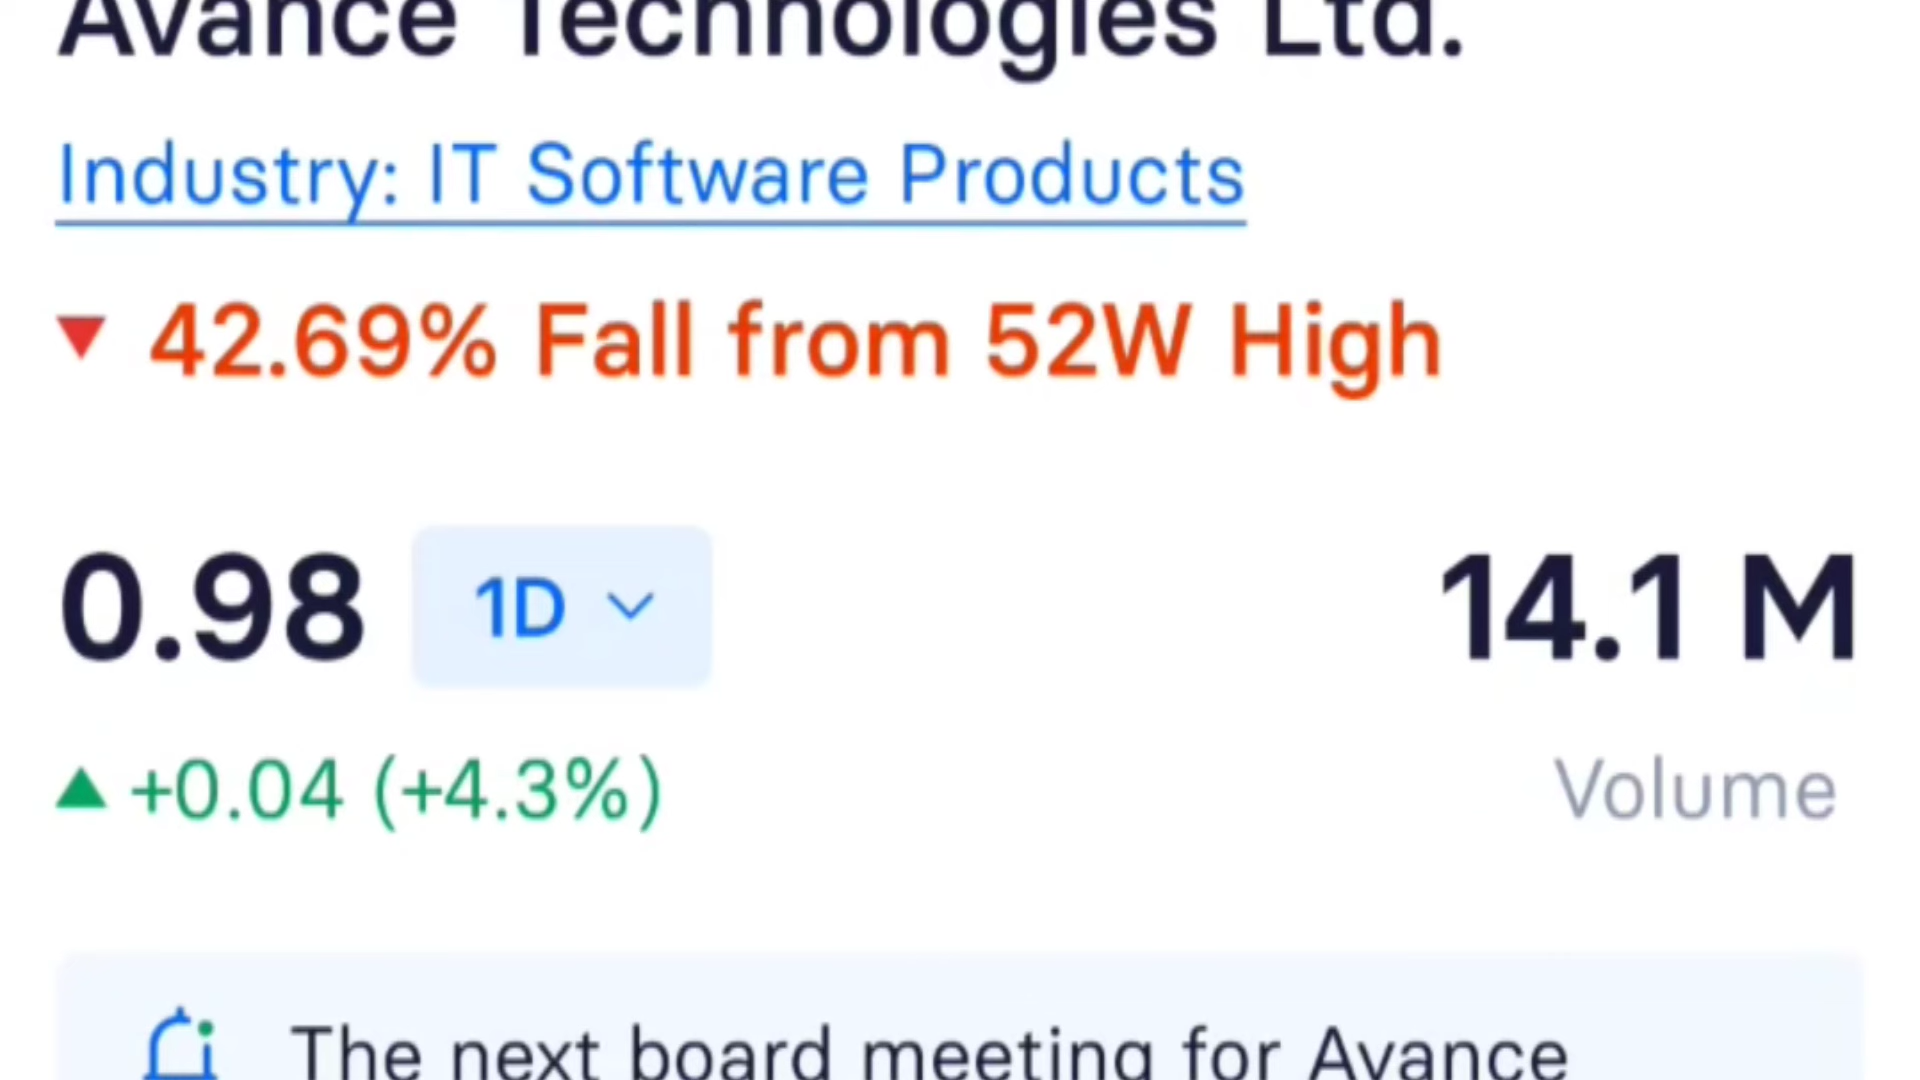 Avance Technologies Ltd.
Industry: IT Software Products
▼ 42.69% Fall from 52W High
0.98 1D 14.1 M
▲ +0.04 (+4.3%) Volume
The next board meeting for Avance